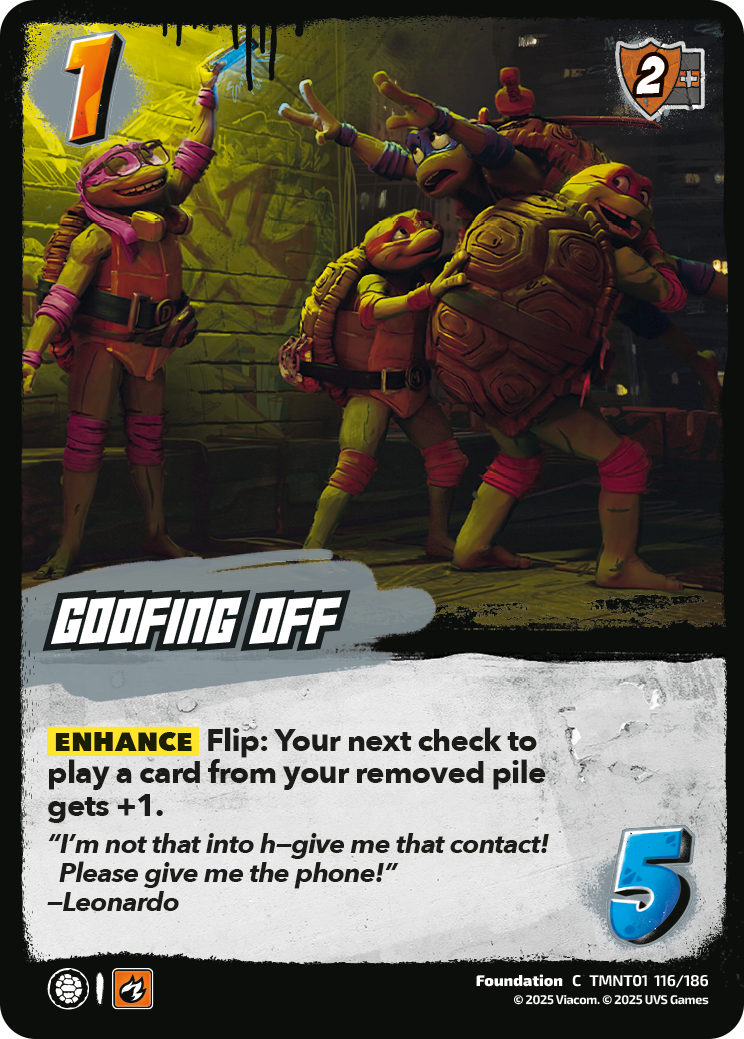 1
2
GOOFING OFF
ENHANCE Flip: Your next check to
play a card from your removed pile
gets +1.
“I’m not that into h—give me that contact!
Please give me the phone!”
—Leonardo
5
Foundation C TMNT01 116/186
© 2025 Viacom. © 2025 UVS Games